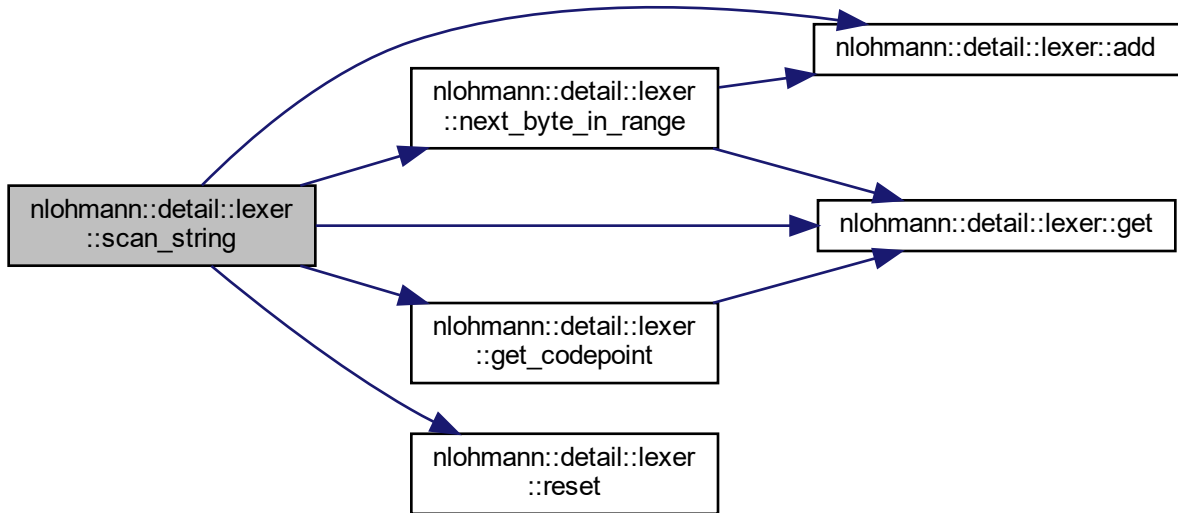 nlohmann::detail::lexer::add
nlohmann::detail::lexer
::next_byte_in_range
nlohmann::detail::lexer
::scan_string
nlohmann::detail::lexer::get
nlohmann::detail::lexer
::get_codepoint
nlohmann::detail::lexer
::reset